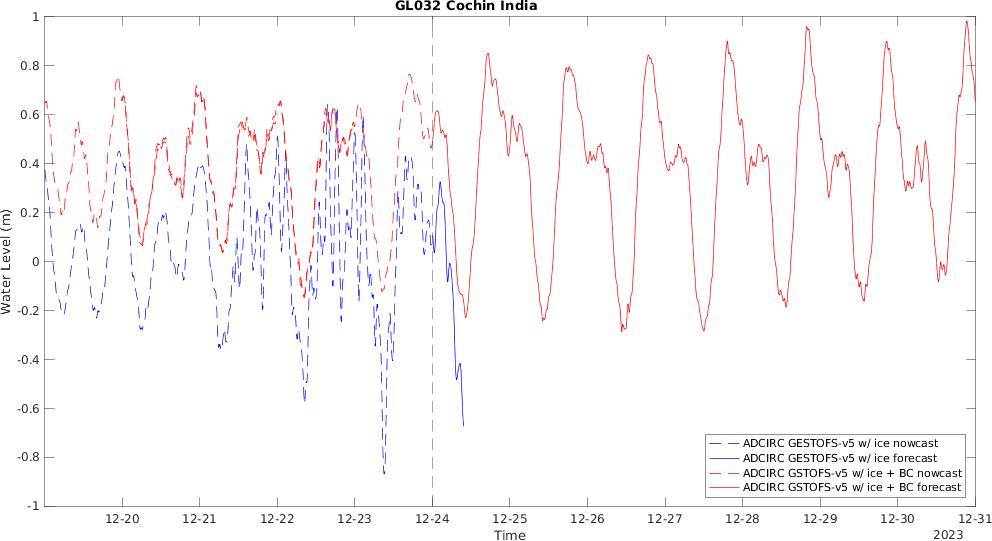 GL032 Cochin India
Water Level (m)
1
0.8
0.6
0.4
0.2
0
-0.2
-0.4
-0.6
-0.8
-1
12-20 12-21 12-22 12-23 12-24 12-25 12-26 12-27 12-28 12-29 12-30 12-31
Time
2023
ADCIRC GESTOFS-v5 w/ ice nowcast
ADCIRC GESTOFS-v5 w/ ice forecast
ADCIRC GSTOFS-v5 w/ ice + BC nowcast
ADCIRC GSTOFS-v5 w/ ice + BC forecast